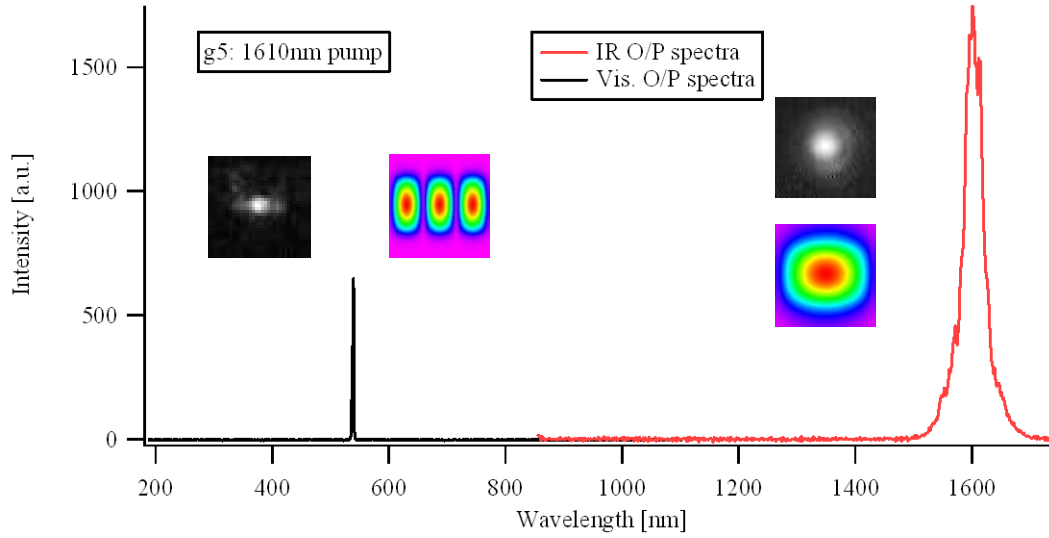 g5: 1610nm pump
IR O/P spectra
Vis. O/P spectra
1500
1000
500
0
Intensity [a.u.]
200
400
600
800
1000
1200
1400
1600
Wavelength [nm]